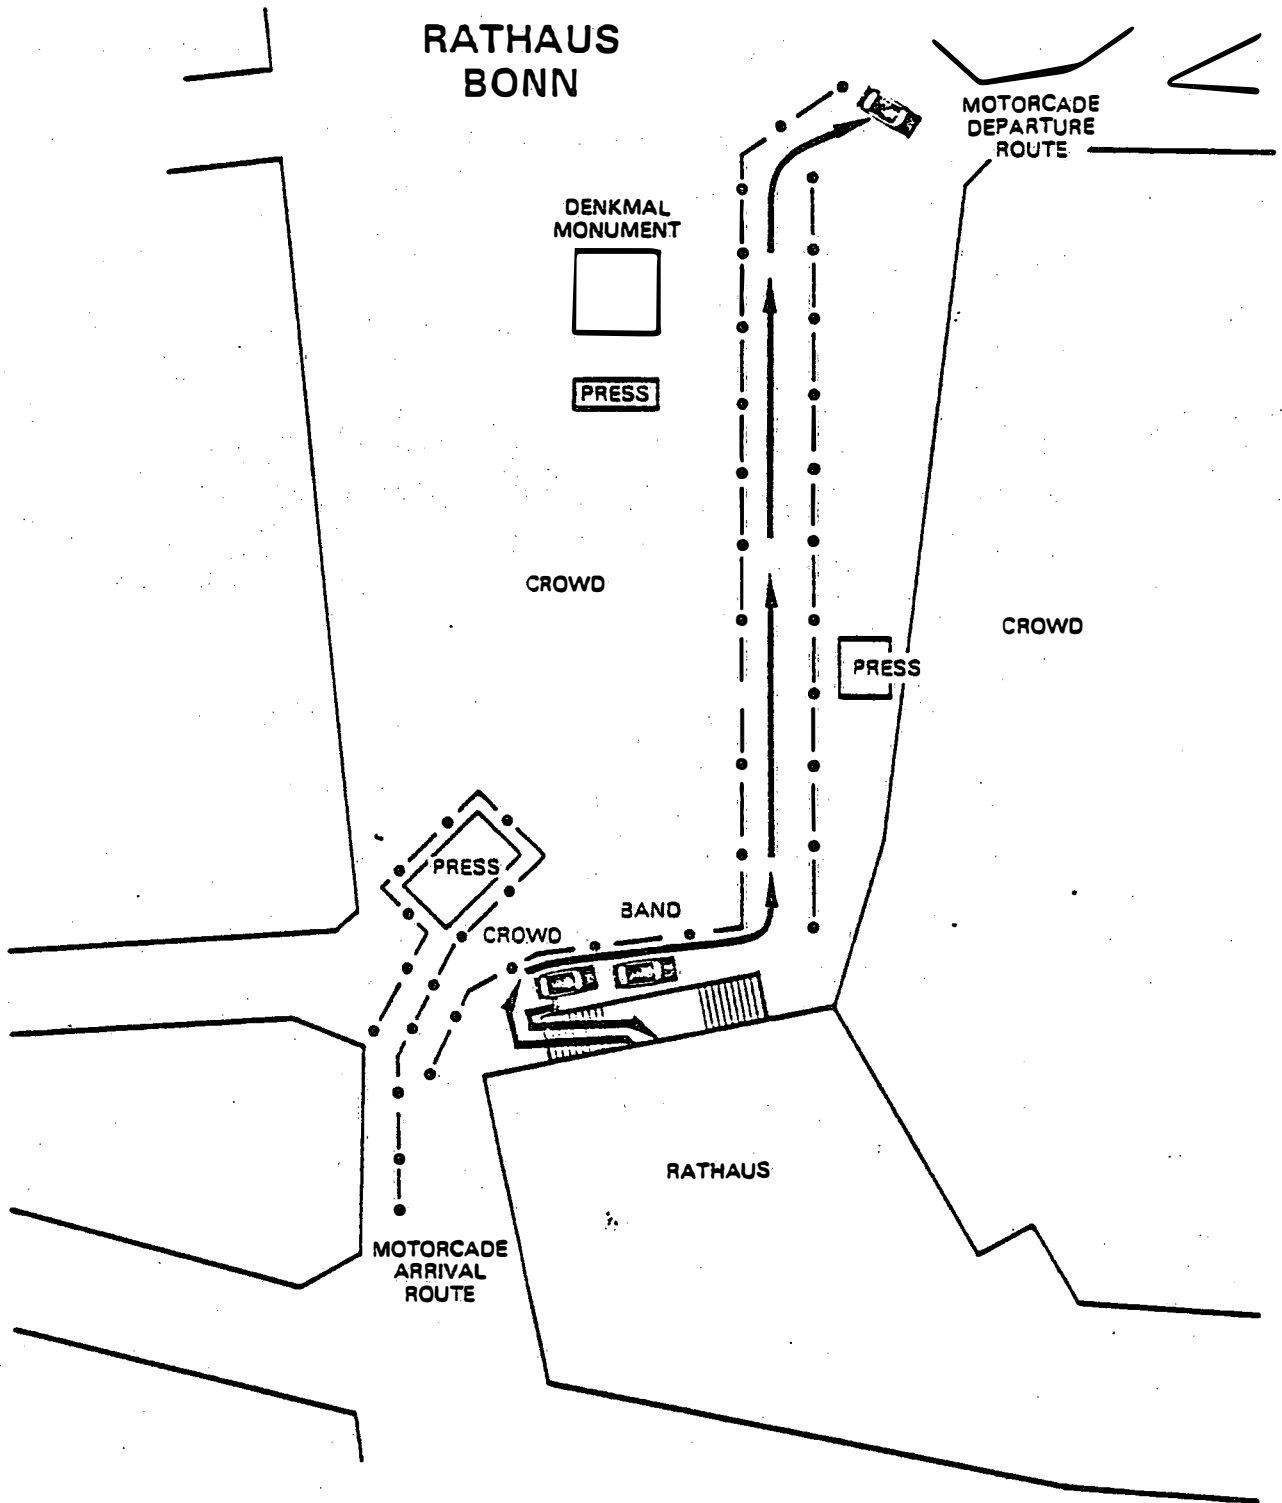 RATHAUS
BONN
MOTORCADE
DEPARTURE
ROUTE
DENKMAL
MONUMENT
PRESS
CROWD
CROWD
PRESS
PRESS
BAND
CROWD
RATHAUS
MOTORCADE
ARRIVAL
ROUTE